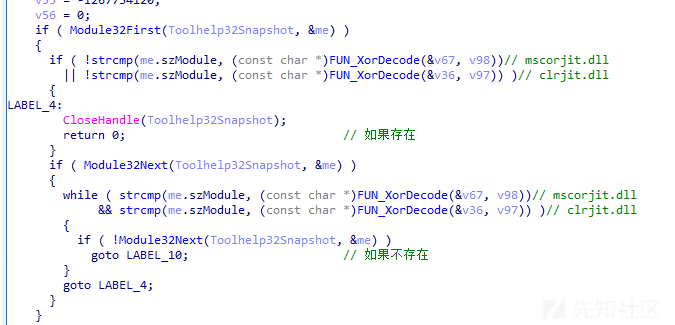 v55 = -1267734120;
v56 = 0;
if ( Module32First(Toolhelp32Snapshot, &me) )
{
if ( !strcmp(me.szModule, (const char *)FUN_XorDecode(&v67, v98))// mscorjit.dll
|| !strcmp(me.szModule, (const char *)FUN_XorDecode(&v36, v97)) )// clrjit.dll
{
LABEL_4:
CloseHandle(Toolhelp32Snapshot);
return 0; // 如果存在
}
if ( Module32Next(Toolhelp32Snapshot, &me) )
{
while ( strcmp(me.szModule, (const char *)FUN_XorDecode(&v67, v98))// mscorjit.dll
&& strcmp(me.szModule, (const char *)FUN_XorDecode(&v36, v97)) )// clrjit.dll
{
if ( !Module32Next(Toolhelp32Snapshot, &me) )
goto LABEL_10; // 如果不存在
}
goto LABEL_4;
}
}
先知社区